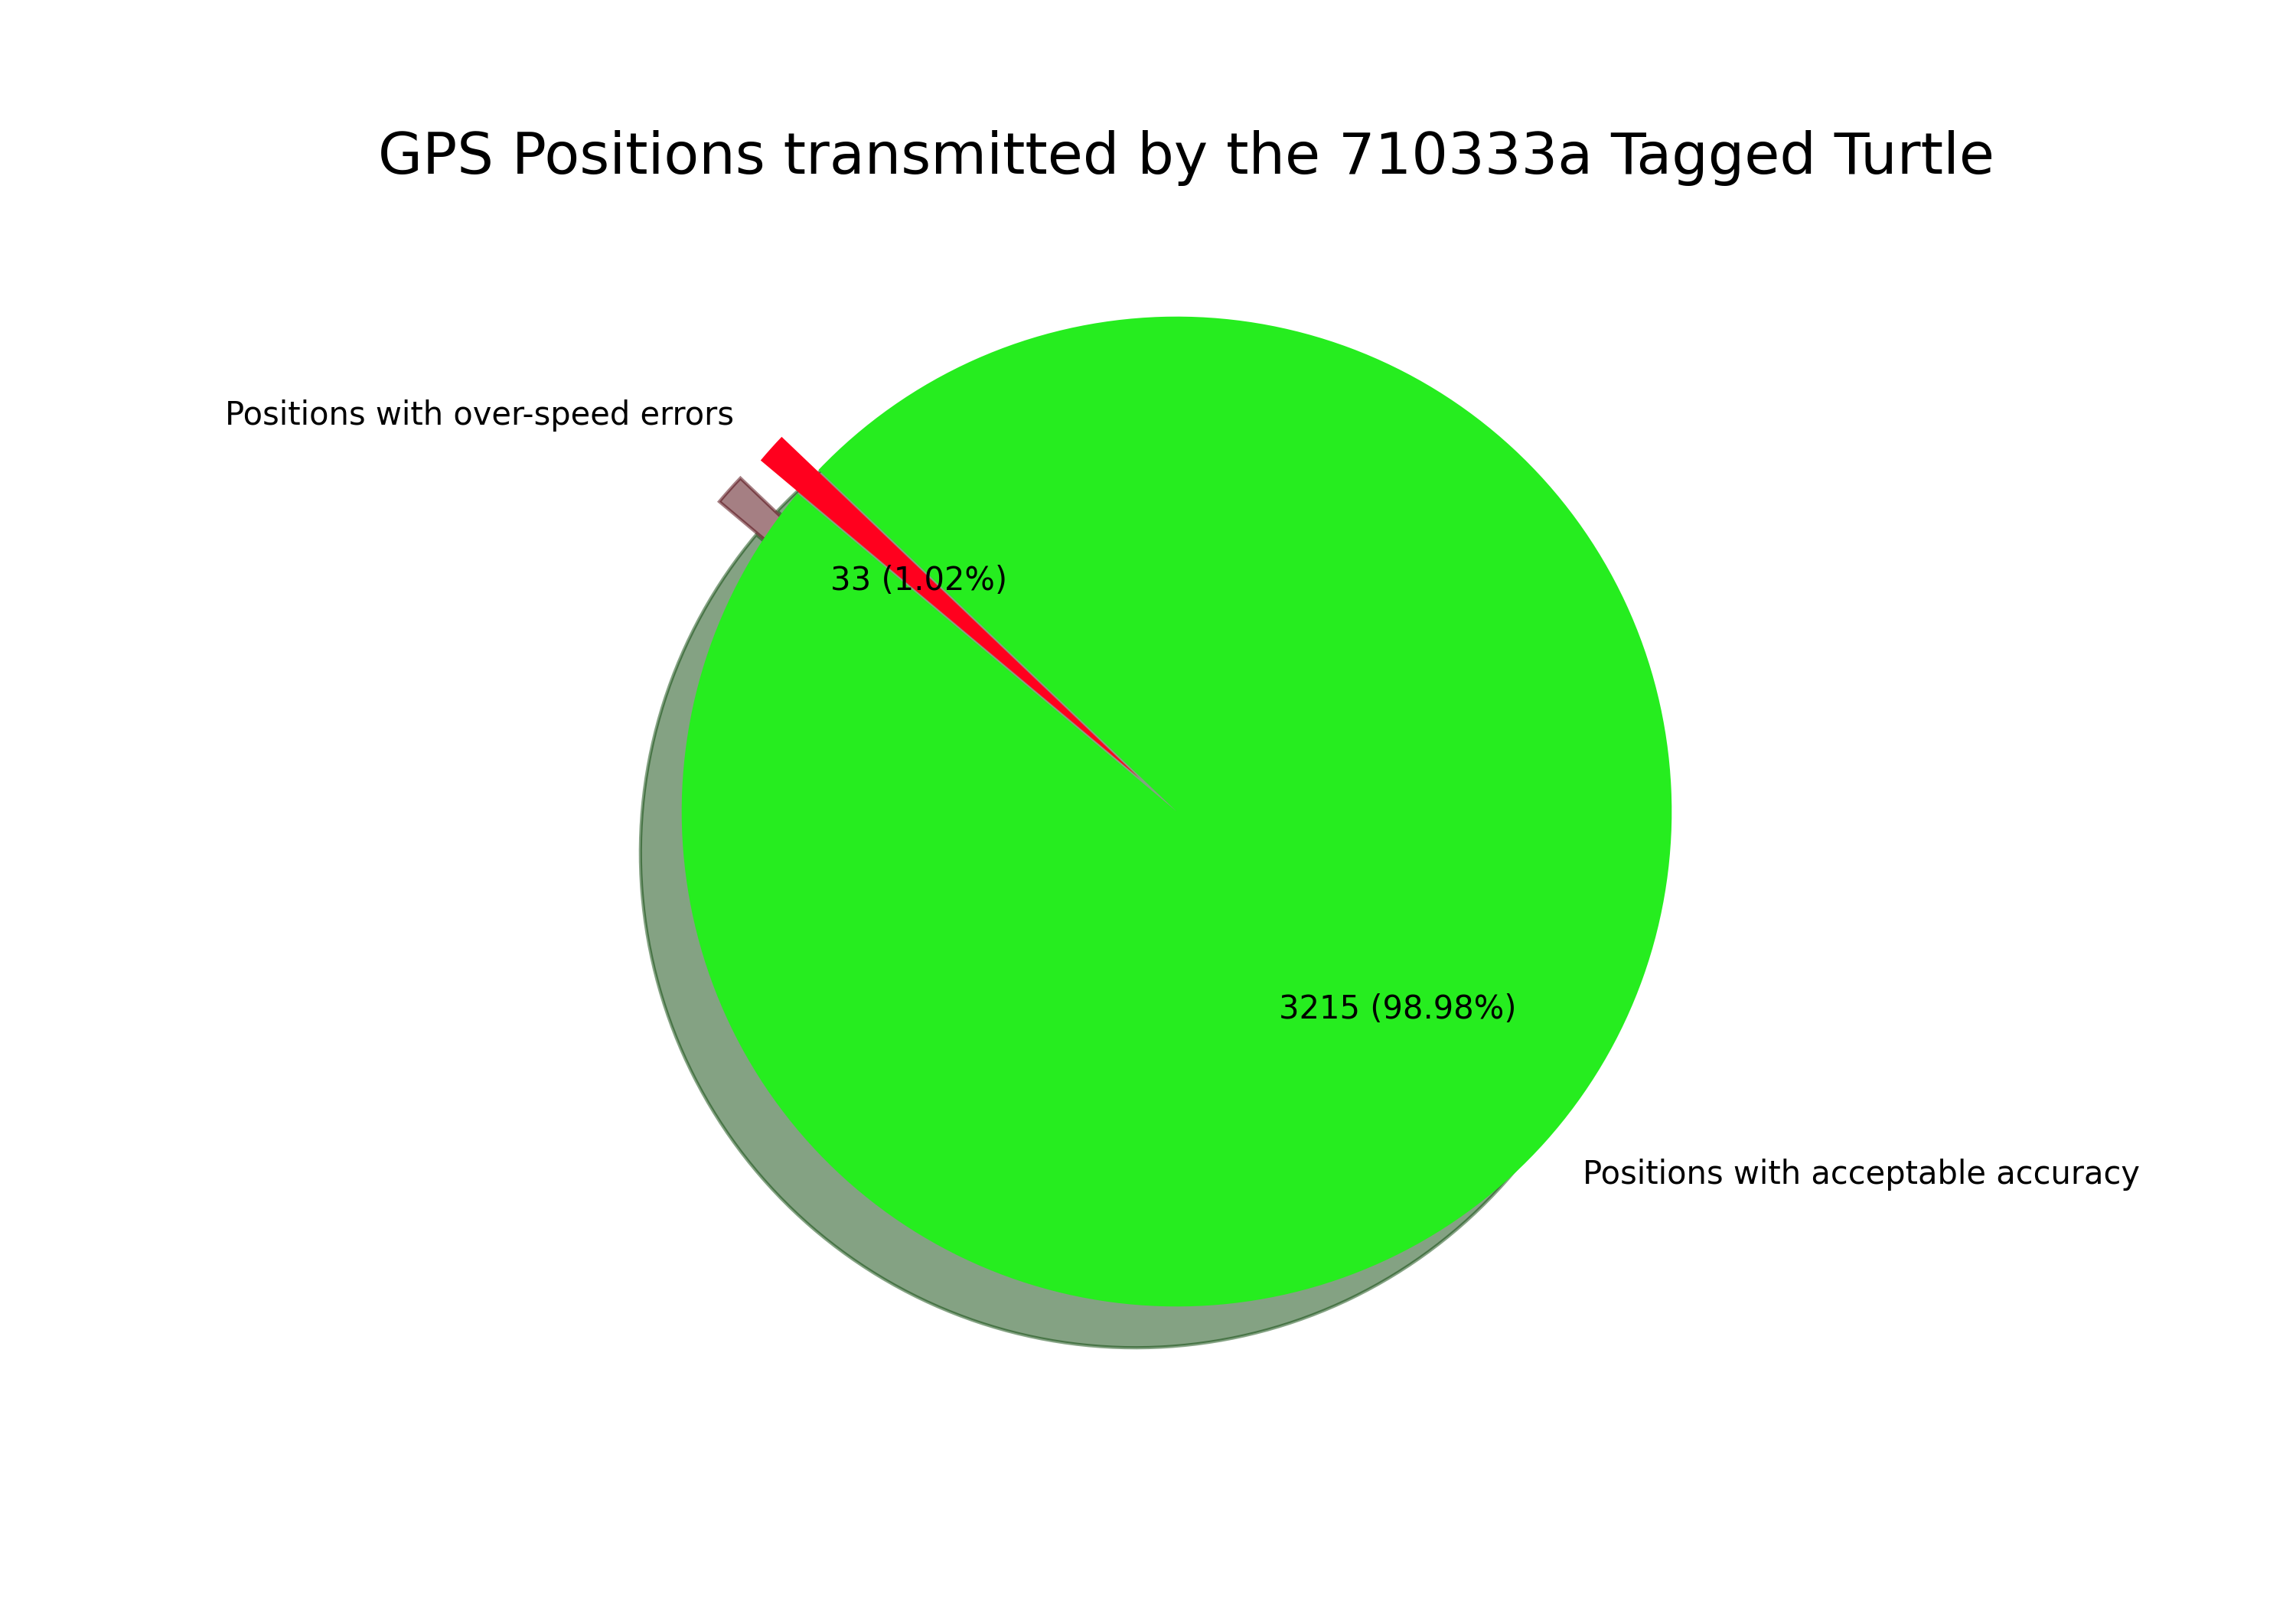 GPS Positions transmitted by the 710333a Tagged Turtle
Positions with over-speed errors
33 (1.02%)
3215 (98.98%)
Positions with acceptable accuracy